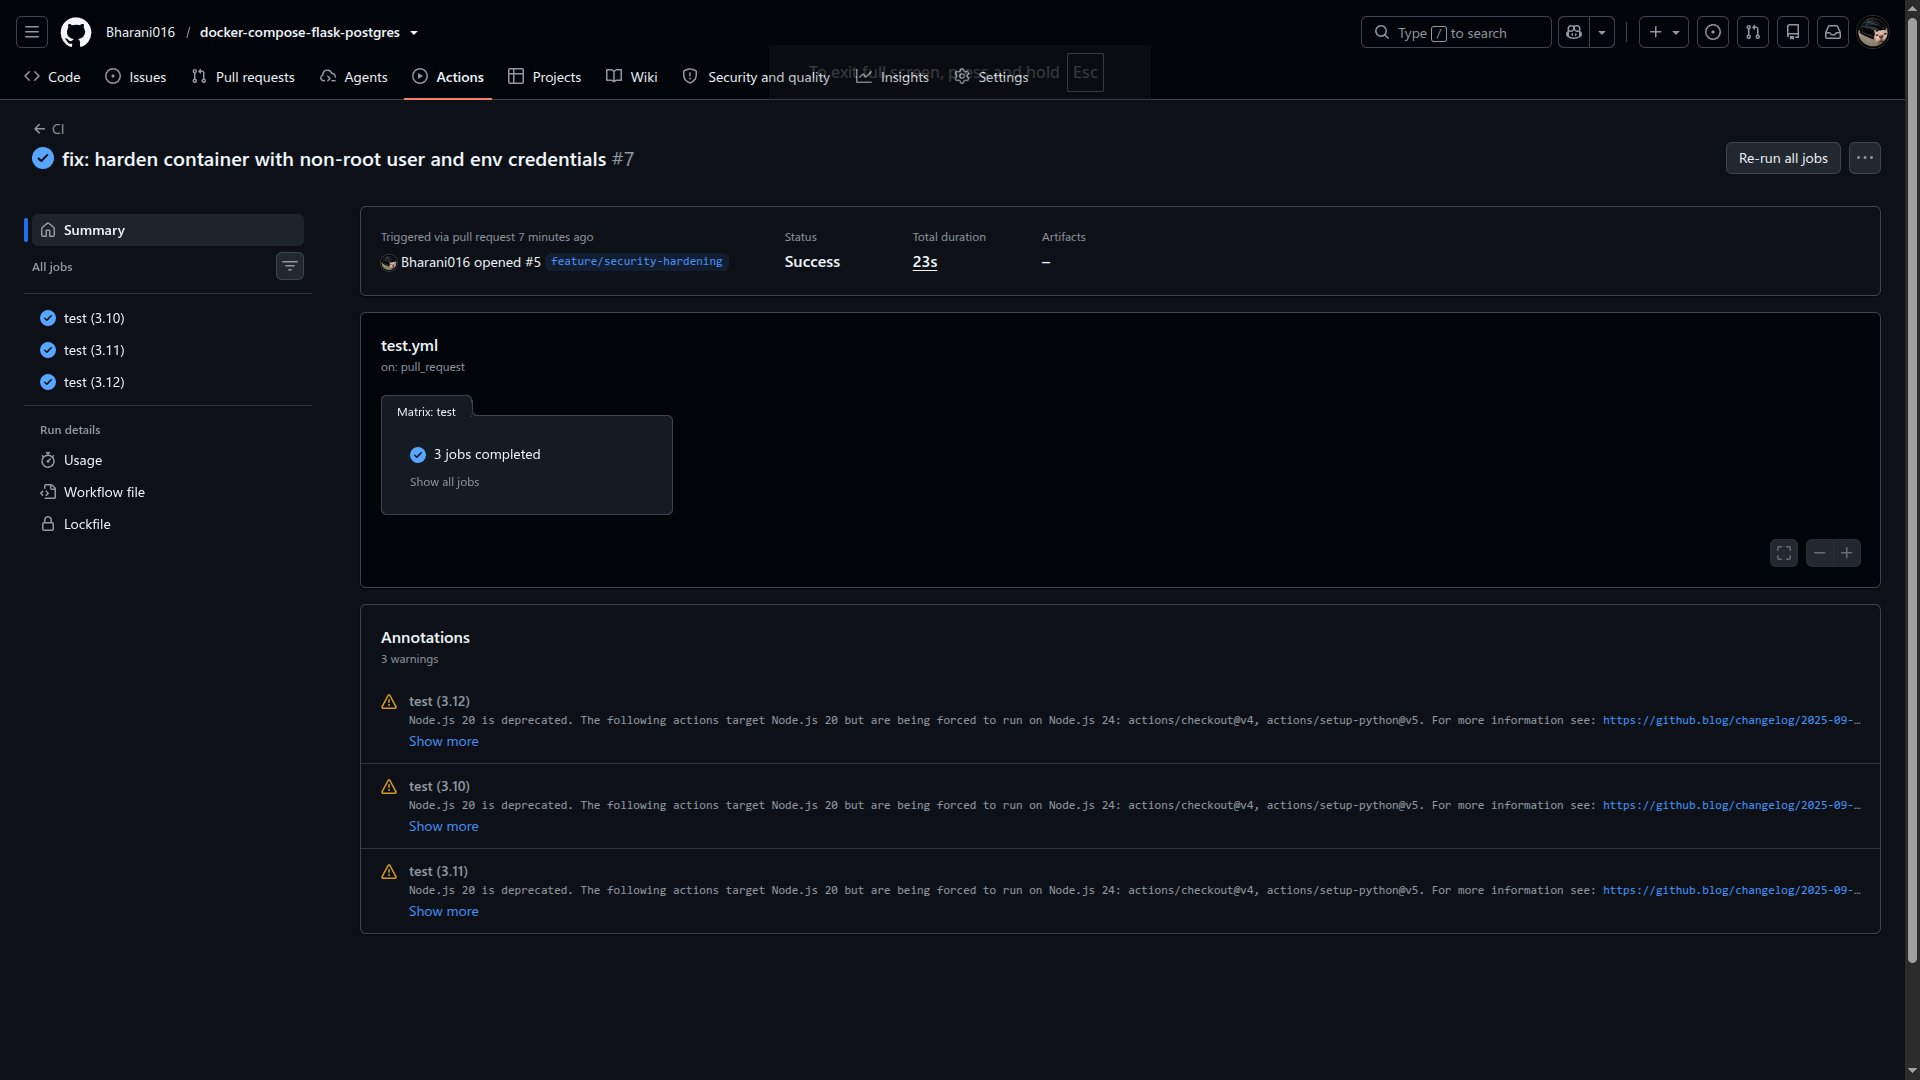 Bharani016 / docker-compose-flask-postgres
Type / to search
Code
Issues
Pull requests
Agents
Actions
Projects
Wiki
Security and quality
Insights
Settings
To exit full screen, press and hold Esc
CI
fix: harden container with non-root user and env credentials #7
Re-run all jobs
Summary
All jobs
test (3.10)
test (3.11)
test (3.12)
Run details
Usage
Workflow file
Lockfile
Triggered via pull request 7 minutes ago
Bharani016 opened #5 feature/security-hardening
Status
Success
Total duration
23s
Artifacts
–
test.yml
on: pull_request
Matrix: test
3 jobs completed
Show all jobs
Annotations
3 warnings
test (3.12)
Node.js 20 is deprecated. The following actions target Node.js 20 but are being forced to run on Node.js 24: actions/checkout@v4, actions/setup-python@v5. For more information see: https://github.blog/changelog/2025-09-…
Show more
test (3.10)
Node.js 20 is deprecated. The following actions target Node.js 20 but are being forced to run on Node.js 24: actions/checkout@v4, actions/setup-python@v5. For more information see: https://github.blog/changelog/2025-09-…
Show more
test (3.11)
Node.js 20 is deprecated. The following actions target Node.js 20 but are being forced to run on Node.js 24: actions/checkout@v4, actions/setup-python@v5. For more information see: https://github.blog/changelog/2025-09-…
Show more